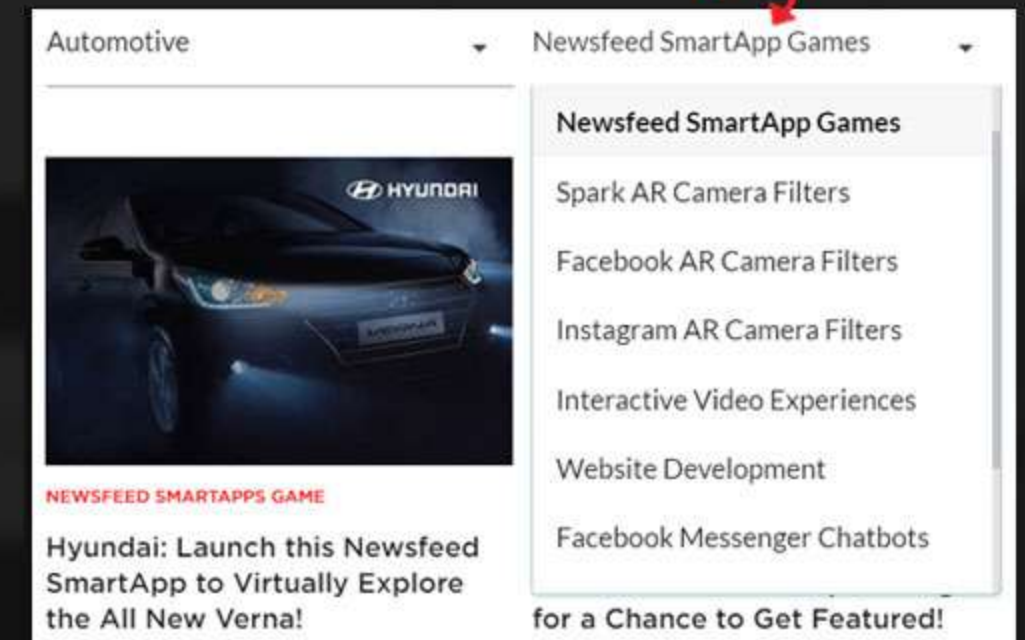 Automotive
Newsfeed SmartApp Games
Newsfeed SmartApp Games
Spark AR Camera Filters
Facebook AR Camera Filters
Instagram AR Camera Filters
Interactive Video Experiences
Website Development
Facebook Messenger Chatbots
HYUNDAI
VERNA
NEWSFEED SMARTAPPS GAME
Hyundai: Launch this Newsfeed
SmartApp to Virtually Explore
the All New Verna!
for a Chance to Get Featured!